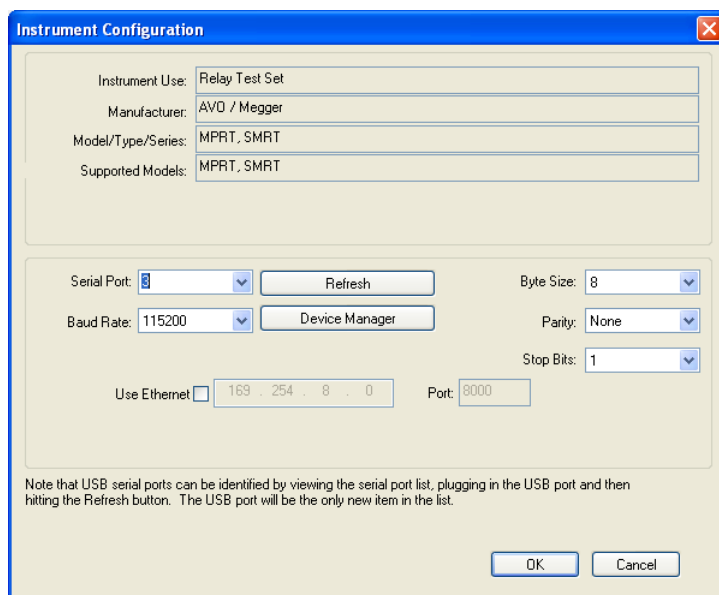 Instrument Configuration
Instrument Use: Relay Test Set
Manufacturer: AVO / Megger
Model/Type/Series: MPRT, SMRT
Supported Models: MPRT, SMRT
Serial Port: 3 Refresh Byte Size: 8
Baud Rate: 115200 Device Manager Parity: None
Stop Bits: 1
Use Ethernet 169 . 254 . 8 . 0 Port: 8000
Note that USB serial ports can be identified by viewing the serial port list, plugging in the USB port and then
hitting the Refresh button. The USB port will be the only new item in the list.
OK Cancel